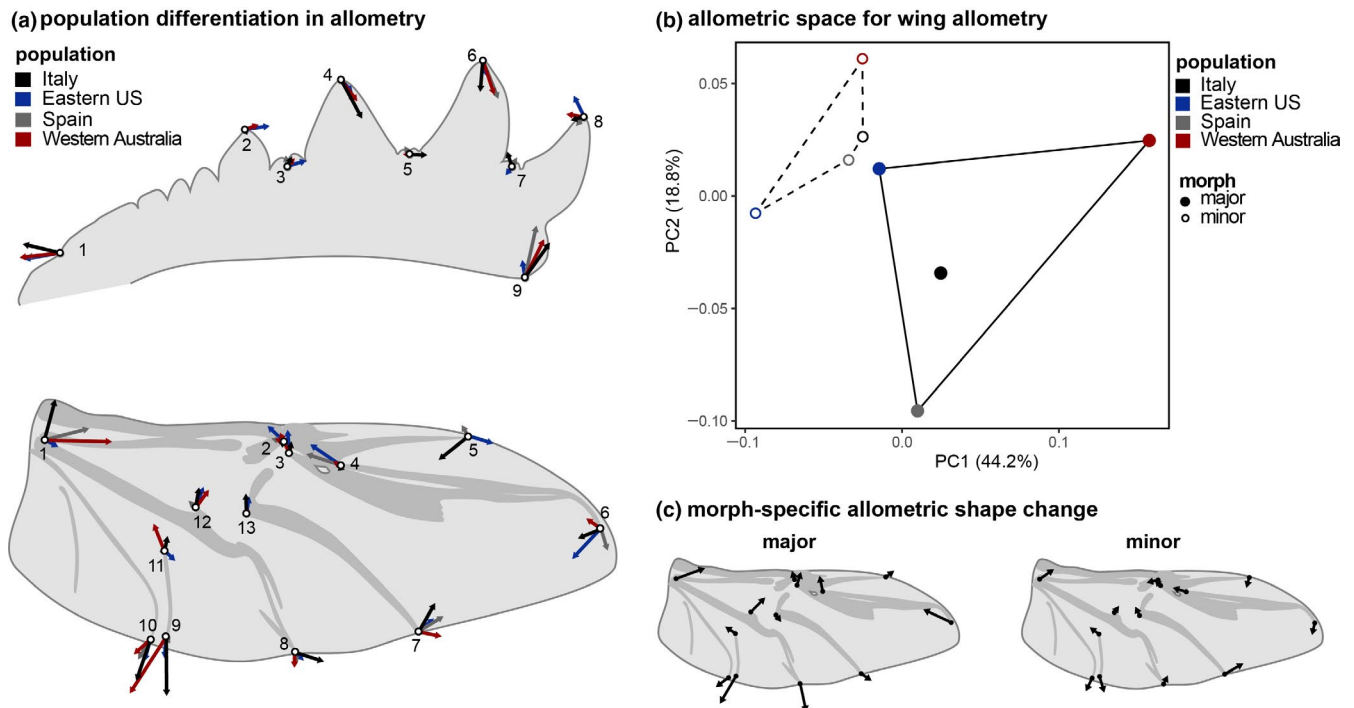 (a) population differentiation in allometry
population
Italy
Eastern US
Spain
Western Australia
1
2
3
4
5
6
7
8
9
1
2
3
4
5
6
7
8
9
10
11
12
13
(b) allometric space for wing allometry
PC2 (18.8%)
0.05
0.00
−0.05
−0.10
−0.1
0.0
0.1
PC1 (44.2%)
population
Italy
Eastern US
Spain
Western Australia
morph
major
minor
(c) morph-specific allometric shape change
major
minor